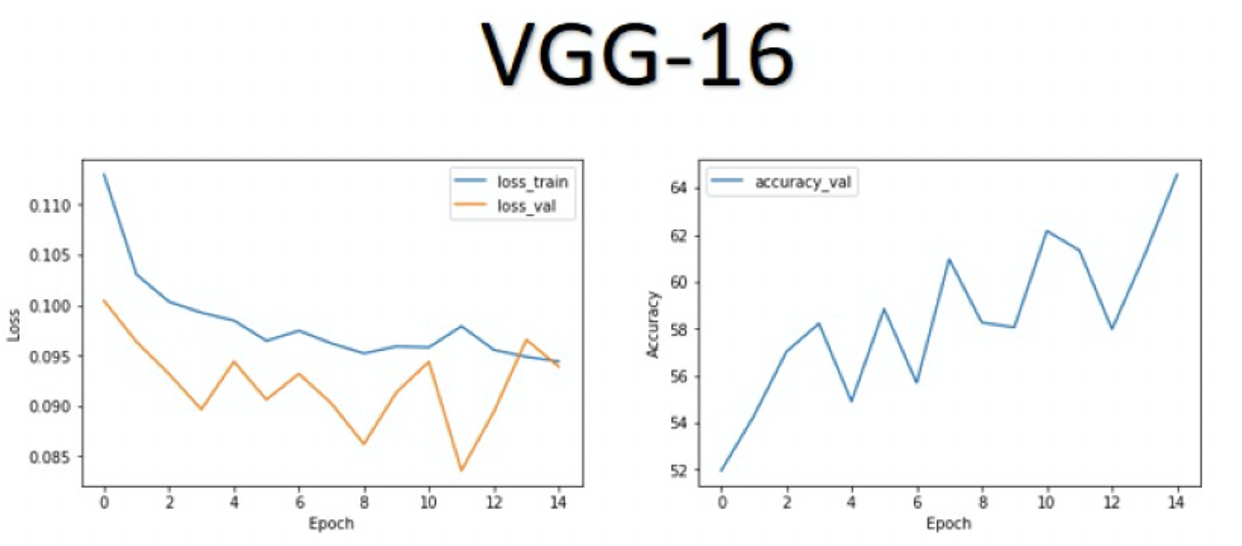 VGG-16
loss_train
loss_val
0.110
0.105
0.100
0.095
0.090
0.085
Loss
0 2 4 6 8 10 12 14
Epoch
accuracy_val
64
62
60
58
56
54
52
Accuracy
0 2 4 6 8 10 12 14
Epoch